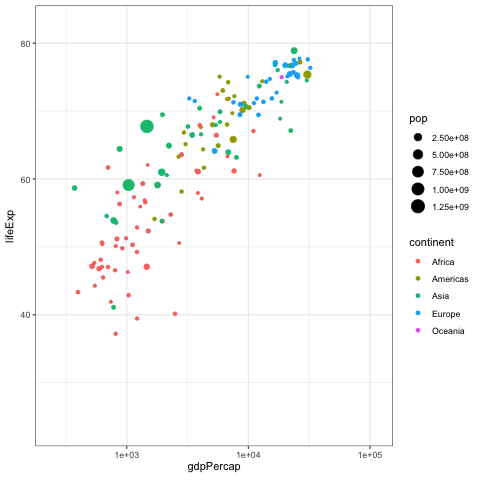 80
60
40
lifeExp
1e+03
1e+04
1e+05
gdpPercap
pop
2.50e+08
5.00e+08
7.50e+08
1.00e+09
1.25e+09
continent
Africa
Americas
Asia
Europe
Oceania